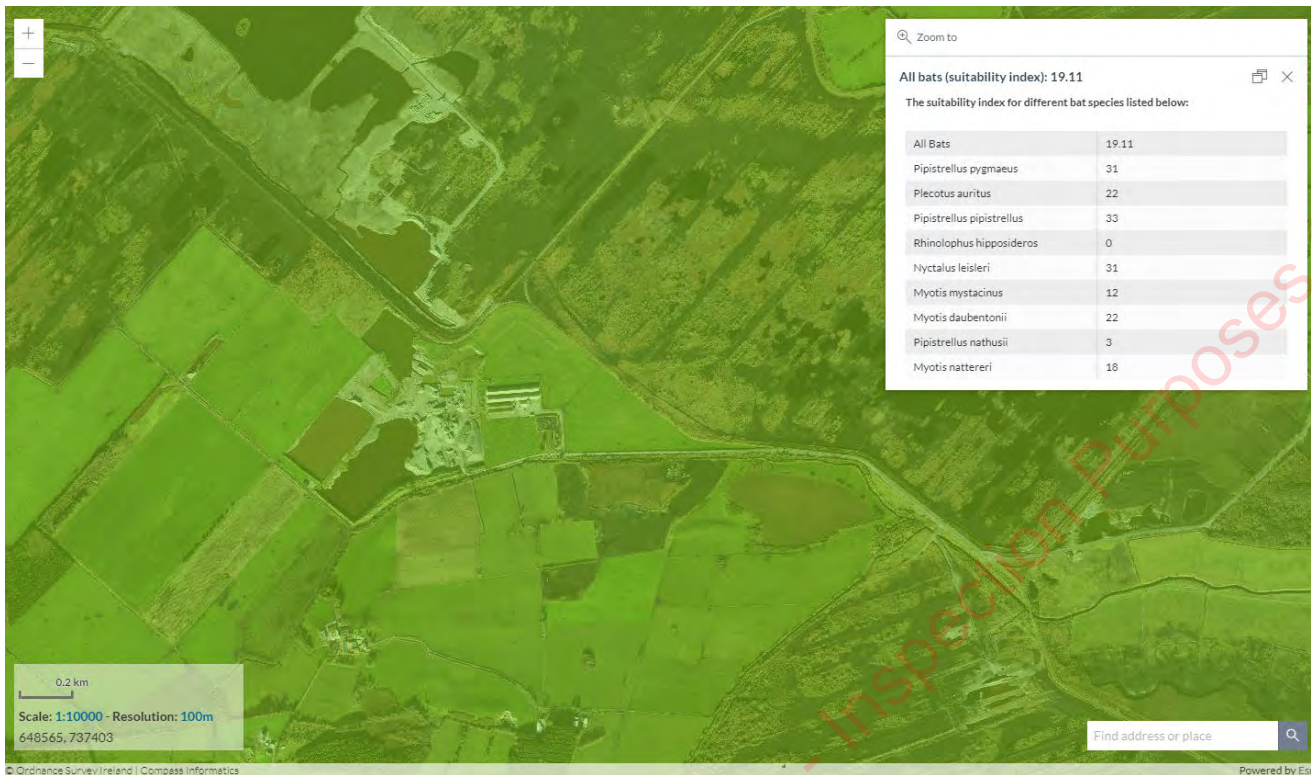 +
−
Zoom to
All bats (suitability index): 19.11
The suitability index for different bat species listed below:
All Bats 19.11
Pipistrellus pygmaeus 31
Plecotus auritus 22
Pipistrellus pipistrellus 33
Rhinolophus hipposideros 0
Nyctalus leisleri 31
Myotis mystacinus 12
Myotis daubentonii 22
Pipistrellus nathusii 3
Myotis nattereri 18
Inspection Purposes
0.2 km
Scale: 1:10000 - Resolution: 100m
648565, 737403
Find address or place
© Ordnance Survey Ireland | Compass Informatics
Powered by Es